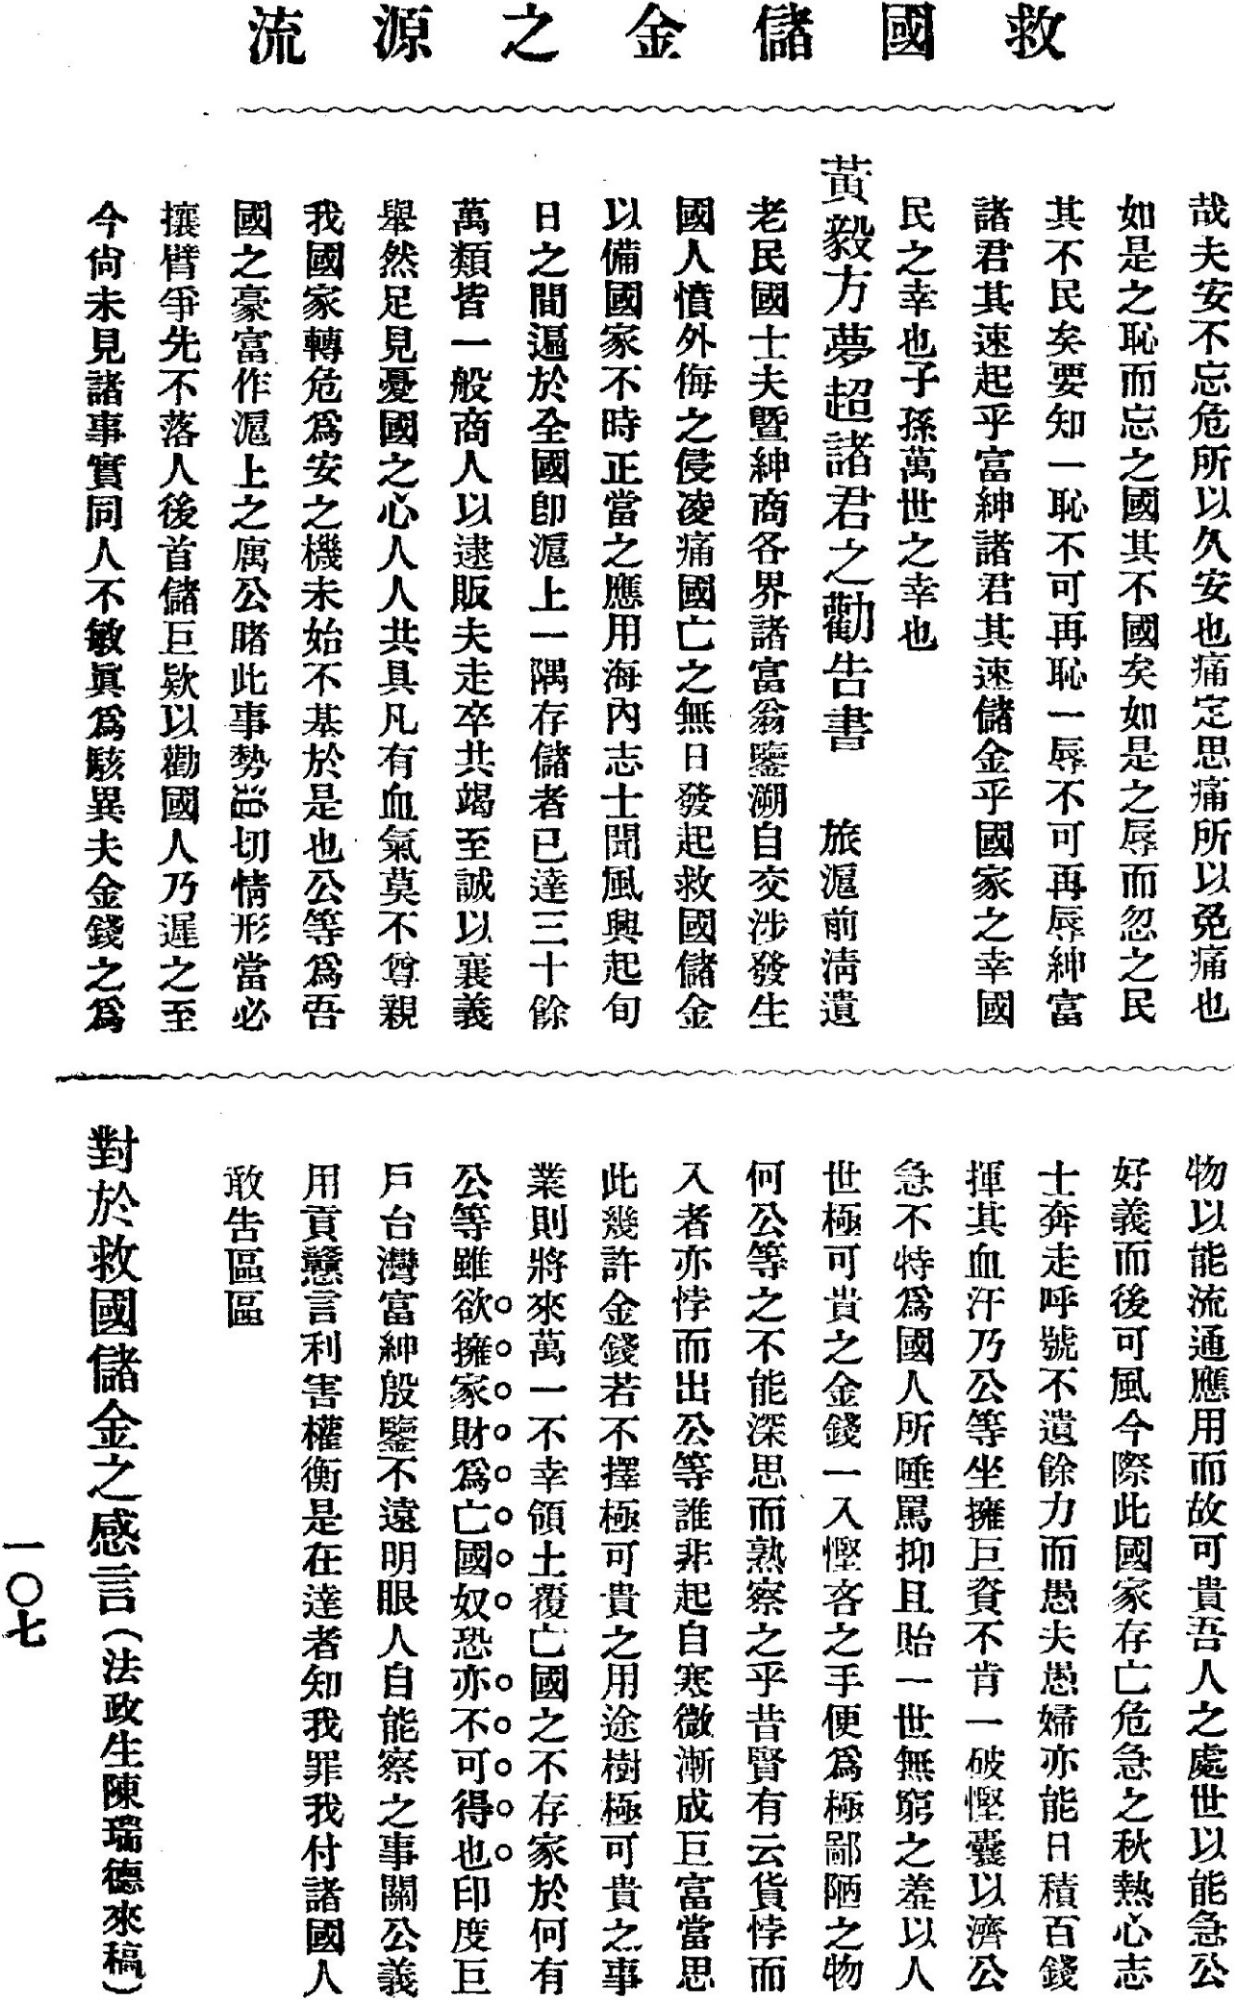 救國儲金之源流
哉夫安不忘危所以久安也痛定思痛所以免痛也
如是之恥而忘之國其不國矣如是之辱而忽之民
其不民矣要知一恥不可再恥一辱不可再辱紳富
諸君其速起乎富紳諸君其速儲金乎國家之幸國
民之幸也子孫萬世之幸也
黃毅方夢超諸君之勸告書　旅滬前清遺
老民國士夫暨紳商各界諸富翁鑒溯自交涉發生
國人憤外侮之侵凌痛國亡之無日發起救國儲金
以備國家不時正當之應用海內志士聞風興起旬
日之間遍於全國卽滬上一隅存儲者已達三十餘
萬類皆一般商人以逮販夫走卒共竭至誠以襄義
舉然足見憂國之心人人共具凡有血氣莫不尊親
我國家轉危爲安之機未始不基於是也公等爲吾
國之豪富作滬上之寓公睹此事勢切情形當必
攘臂爭先不落人後首儲巨欵以勸國人乃遲之至
今尙未見諸事實同人不敏眞爲駭異夫金錢之爲
物以能流通應用而故可貴吾人之處世以能急公
好義而後可風今際此國家存亡危急之秋熱心志
士奔走呼號不遺餘力而愚夫愚婦亦能日積百錢
揮其血汗乃公等坐擁巨資不肯一破慳囊以濟公
急不特爲國人所唾罵抑且貽一世無窮之羞以人
世極可貴之金錢一入慳吝之手便爲極鄙陋之物
何公等之不能深思而熟察之乎昔賢有云貨悖而
入者亦悖而出公等誰非起自寒微漸成巨富當思
此幾許金錢若不擇極可貴之用途樹極可貴之事
業則將來萬一不幸領土覆亡國之不存家於何有
公等雖欲擁家財爲亡國奴恐亦不可得也印度巨
戶台灣富紳殷鑒不遠明眼人自能察之事關公義
用貢戇言利害權衡是在達者知我罪我付諸國人
敢吿區區
對於救國儲金之感言（法政生陳瑞德來稿）
一〇七